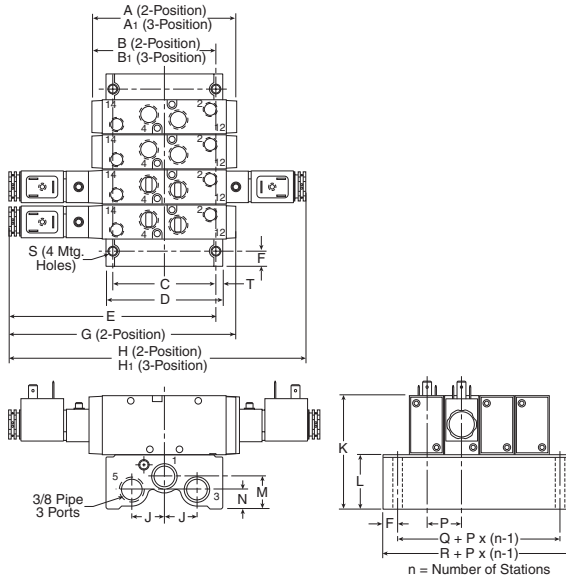 A (2-Position)
A1 (3-Position)
B (2-Position)
B1 (3-Position)
14 2
4 12
14 2
4 12
14 2
4 12
14 2
4 12
S (4 Mtg.
Holes)
F
C T
D
E
G (2-Position)
H (2-Position)
H1 (3-Position)
5 1 3
3/8 Pipe
3 Ports
J J
N M
K
L
F P
Q + P x (n-1)
R + P x (n-1)
n = Number of Stations